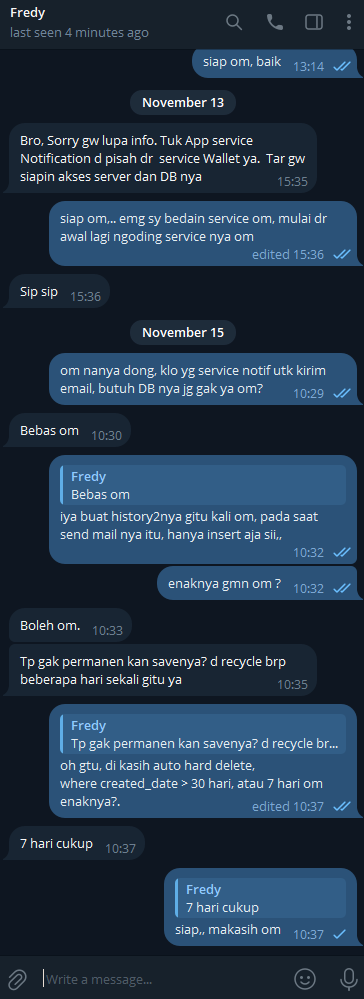 Fredy
last seen 4 minutes ago
siap om, baik 13:14
November 13
Bro, Sorry gw lupa info. Tuk App service
Notification d pisah dr service Wallet ya. Tar gw
siapin akses server dan DB nya
15:35
siap om,.. emg sy bedain service om, mulai dr
awal lagi ngoding service nya om
edited 15:36
Sip sip 15:36
November 15
om nanya dong, klo yg service notif utk kirim
email, butuh DB nya jg gak ya om?
10:29
Bebas om 10:30
Fredy
Bebas om
iya buat history2nya gitu kali om, pada saat
send mail nya itu, hanya insert aja sii,,
10:32
enaknya gmn om ? 10:32
Boleh om. 10:33
Tp gak permanen kan savenya? d recycle brp
beberapa hari sekali gitu ya
10:35
Fredy
Tp gak permanen kan savenya? d recycle br...
oh gtu, di kasih auto hard delete,
where created_date > 30 hari, atau 7 hari om
enaknya?.
edited 10:37
7 hari cukup 10:37
Fredy
7 hari cukup
siap,, makasih om 10:37
Write a message...